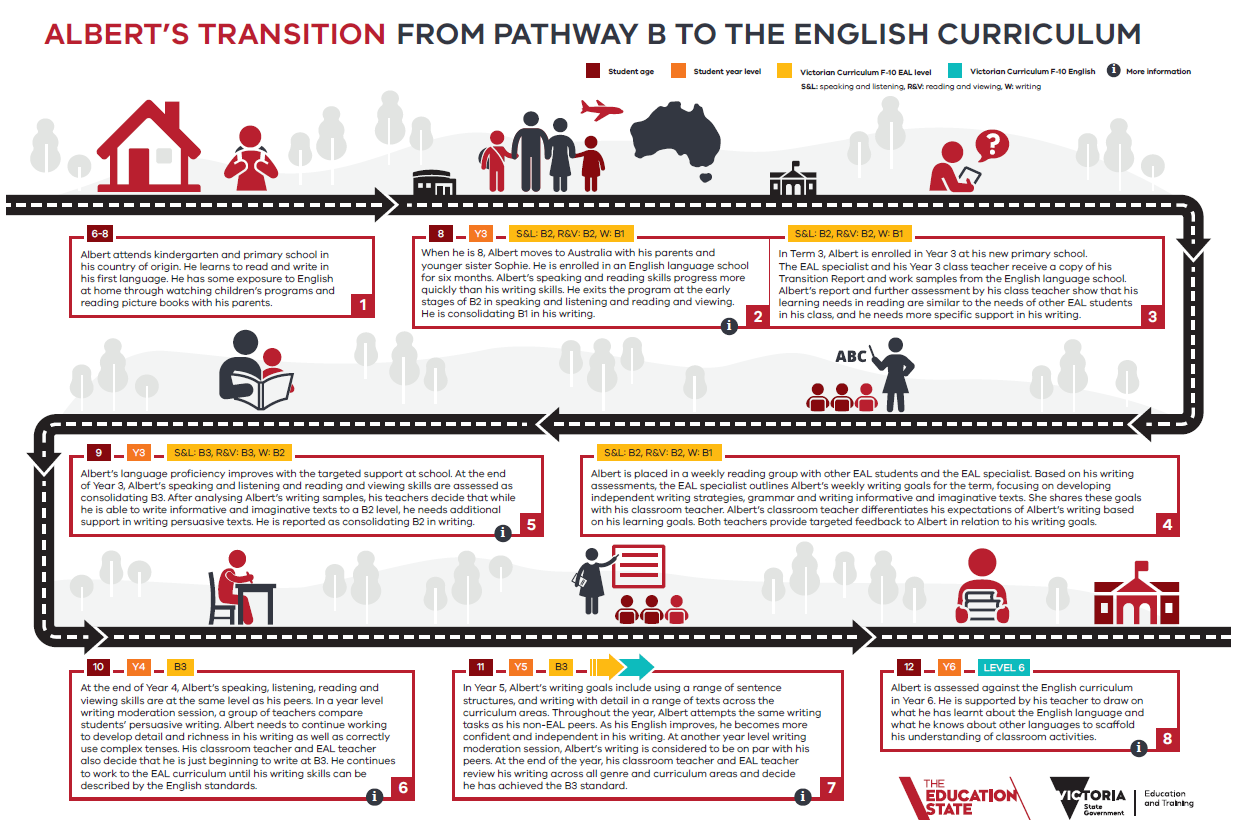 ALBERT'S TRANSITION FROM PATHWAY B TO THE ENGLISH CURRICULUM
Student age
Student year level
Victorian Curriculum F-10 EAL level
Victorian Curriculum F-10 English
i More information
S&L: speaking and listening, R&V: reading and viewing, W: writing
?
6-8
Albert attends kindergarten and primary school in
his country of origin. He learns to read and write in
his first language. He has some exposure to English
at home through watching children's programs and
reading picture books with his parents.
1
8
Y3
S&L: B2, R&V: B2, W: B1
When he is 8, Albert moves to Australia with his parents and
younger sister Sophie. He is enrolled in an English language school
for six months. Albert's speaking and reading skills progress more
quickly than his writing skills. He exits the program at the early
stages of B2 in speaking and listening and reading and viewing.
He is consolidating B1 in his writing.
i
2
S&L: B2, R&V: B2, W: B1
In Term 3, Albert is enrolled in Year 3 at his new primary school.
The EAL specialist and his Year 3 class teacher receive a copy of his
Transition Report and work samples from the English language school.
Albert's report and further assessment by his class teacher show that his
learning needs in reading are similar to the needs of other EAL students
in his class, and he needs more specific support in his writing.
3
ABC
S&L: B2, R&V: B2, W: B1
Albert is placed in a weekly reading group with other EAL students and the EAL specialist. Based on his writing
assessments, the EAL specialist outlines Albert's weekly writing goals for the term, focusing on developing
independent writing strategies, grammar and writing informative and imaginative texts. She shares these goals
with his classroom teacher. Albert's classroom teacher differentiates his expectations of Albert's writing based
on his learning goals. Both teachers provide targeted feedback to Albert in relation to his writing goals.
4
9
Y3
S&L: B3, R&V: B3, W: B2
Albert's language proficiency improves with the targeted support at school. At the end
of Year 3, Albert's speaking and listening and reading and viewing skills are assessed as
consolidating B3. After analysing Albert's writing samples, his teachers decide that while
he is able to write informative and imaginative texts to a B2 level, he needs additional
support in writing persuasive texts. He is reported as consolidating B2 in writing.
i
5
10
Y4
B3
At the end of Year 4, Albert's speaking, listening, reading and
viewing skills are at the same level as his peers. In a year level
writing moderation session, a group of teachers compare
students' persuasive writing. Albert needs to continue working
to develop detail and richness in his writing as well as correctly
use complex tenses. His classroom teacher and EAL teacher
also decide that he is just beginning to write at B3. He continues
to work to the EAL curriculum until his writing skills can be
described by the English standards.
i
6
11
Y5
B3
In Year 5, Albert's writing goals include using a range of sentence
structures, and writing with detail in a range of texts across the
curriculum areas. Throughout the year, Albert attempts the same writing
tasks as his non-EAL peers. As his English improves, he becomes more
confident and independent in his writing. At another year level writing
moderation session, Albert's writing is considered to be on par with his
peers. At the end of the year, his classroom teacher and EAL teacher
review his writing across all genre and curriculum areas and decide
he has achieved the B3 standard.
i
7
12
Y6
LEVEL 6
Albert is assessed against the English curriculum
in Year 6. He is supported by his teacher to draw on
what he has learnt about the English language and
what he knows about other languages to scaffold
his understanding of classroom activities.
i
8
THE
EDUCATION
STATE
VICTORIA
State
Government
Education
and Training